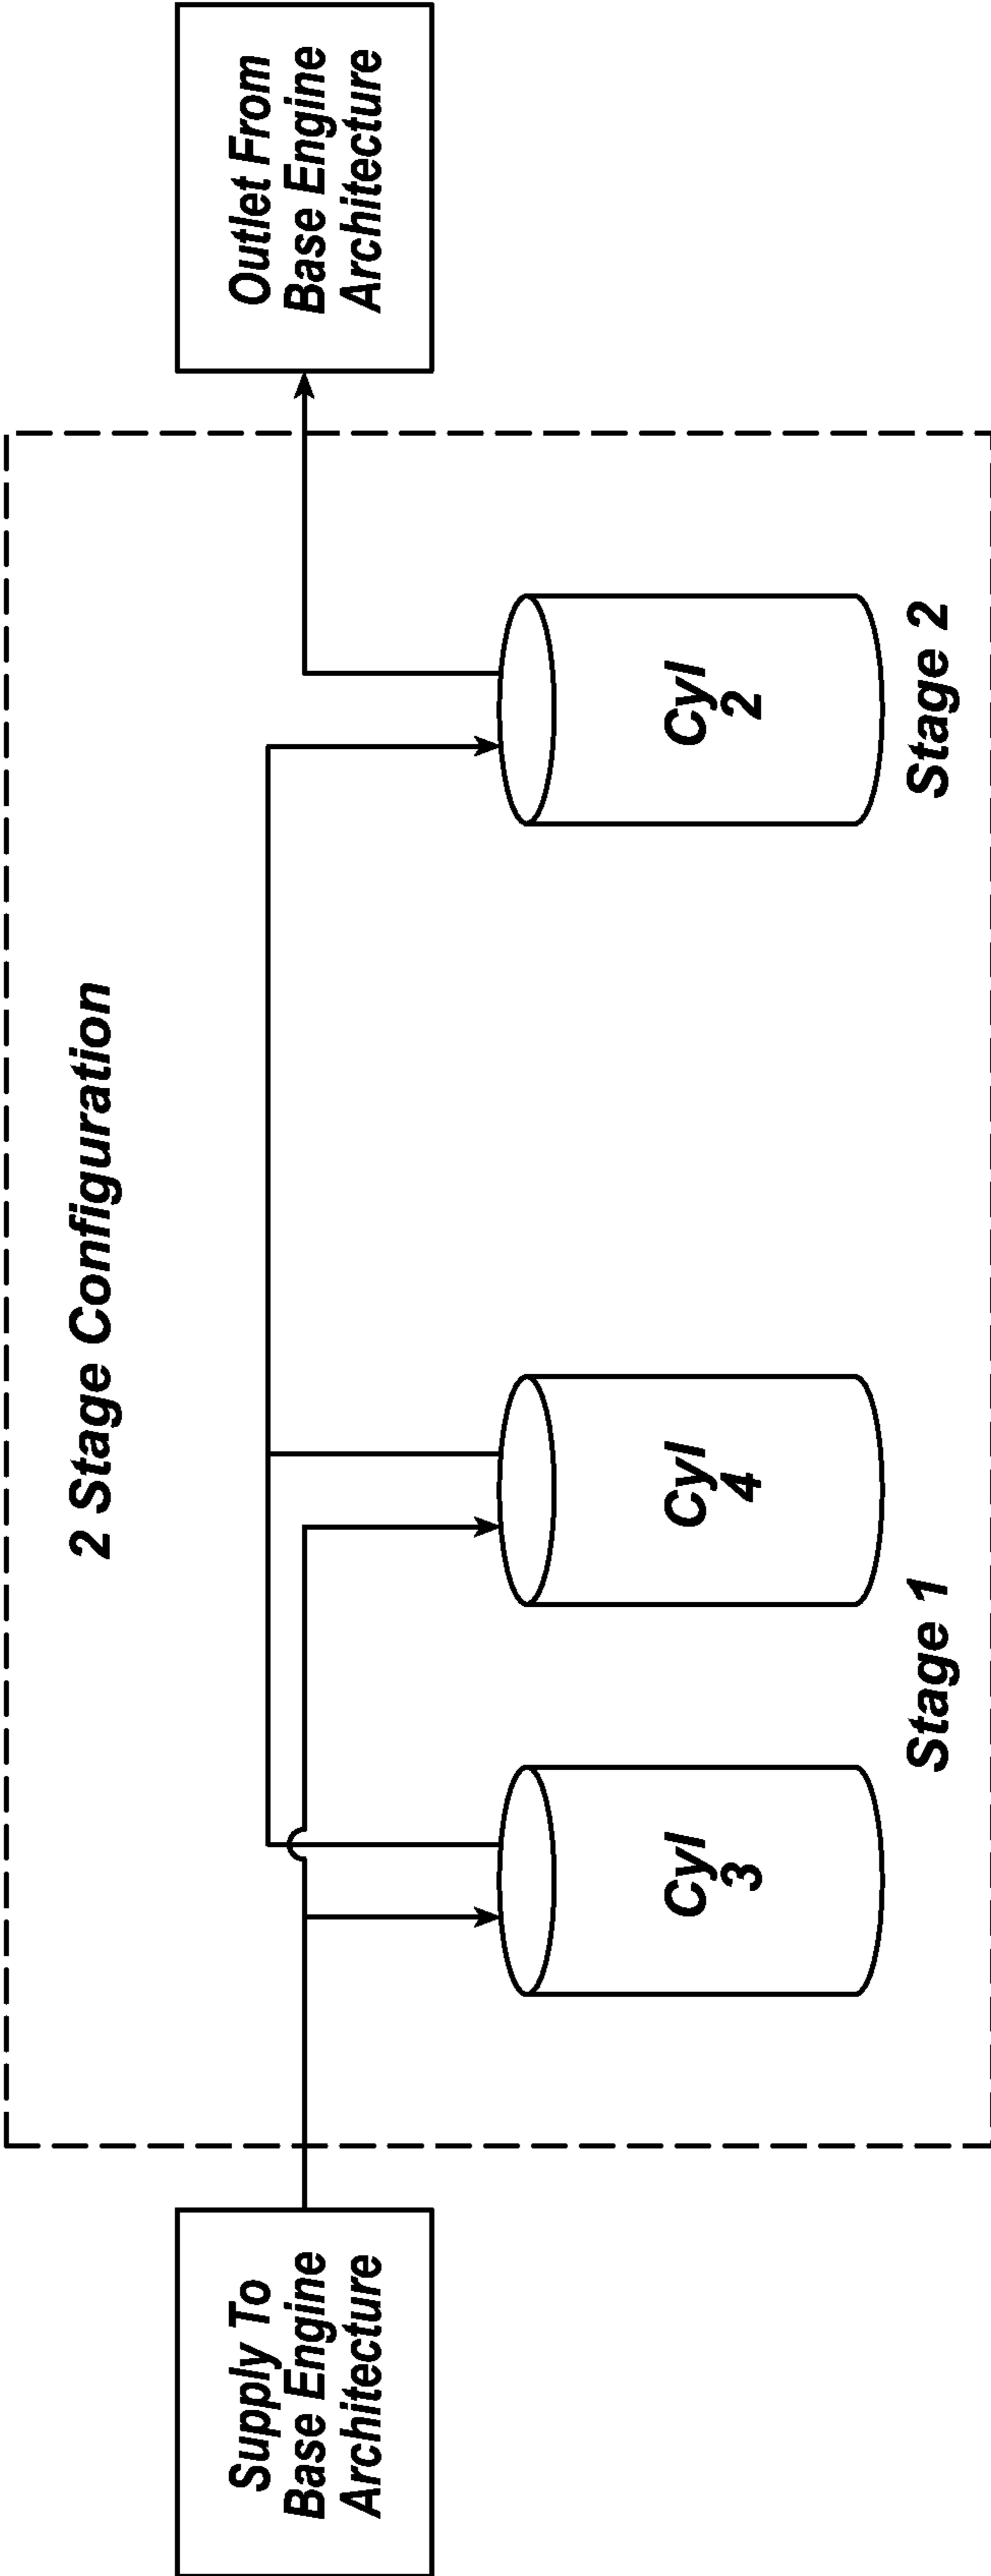 2 Stage Configuration
Supply To
Base Engine
Architecture
Outlet From
Base Engine
Architecture
Cyl
3
Cyl
4
Cyl
2
Stage 1
Stage 2